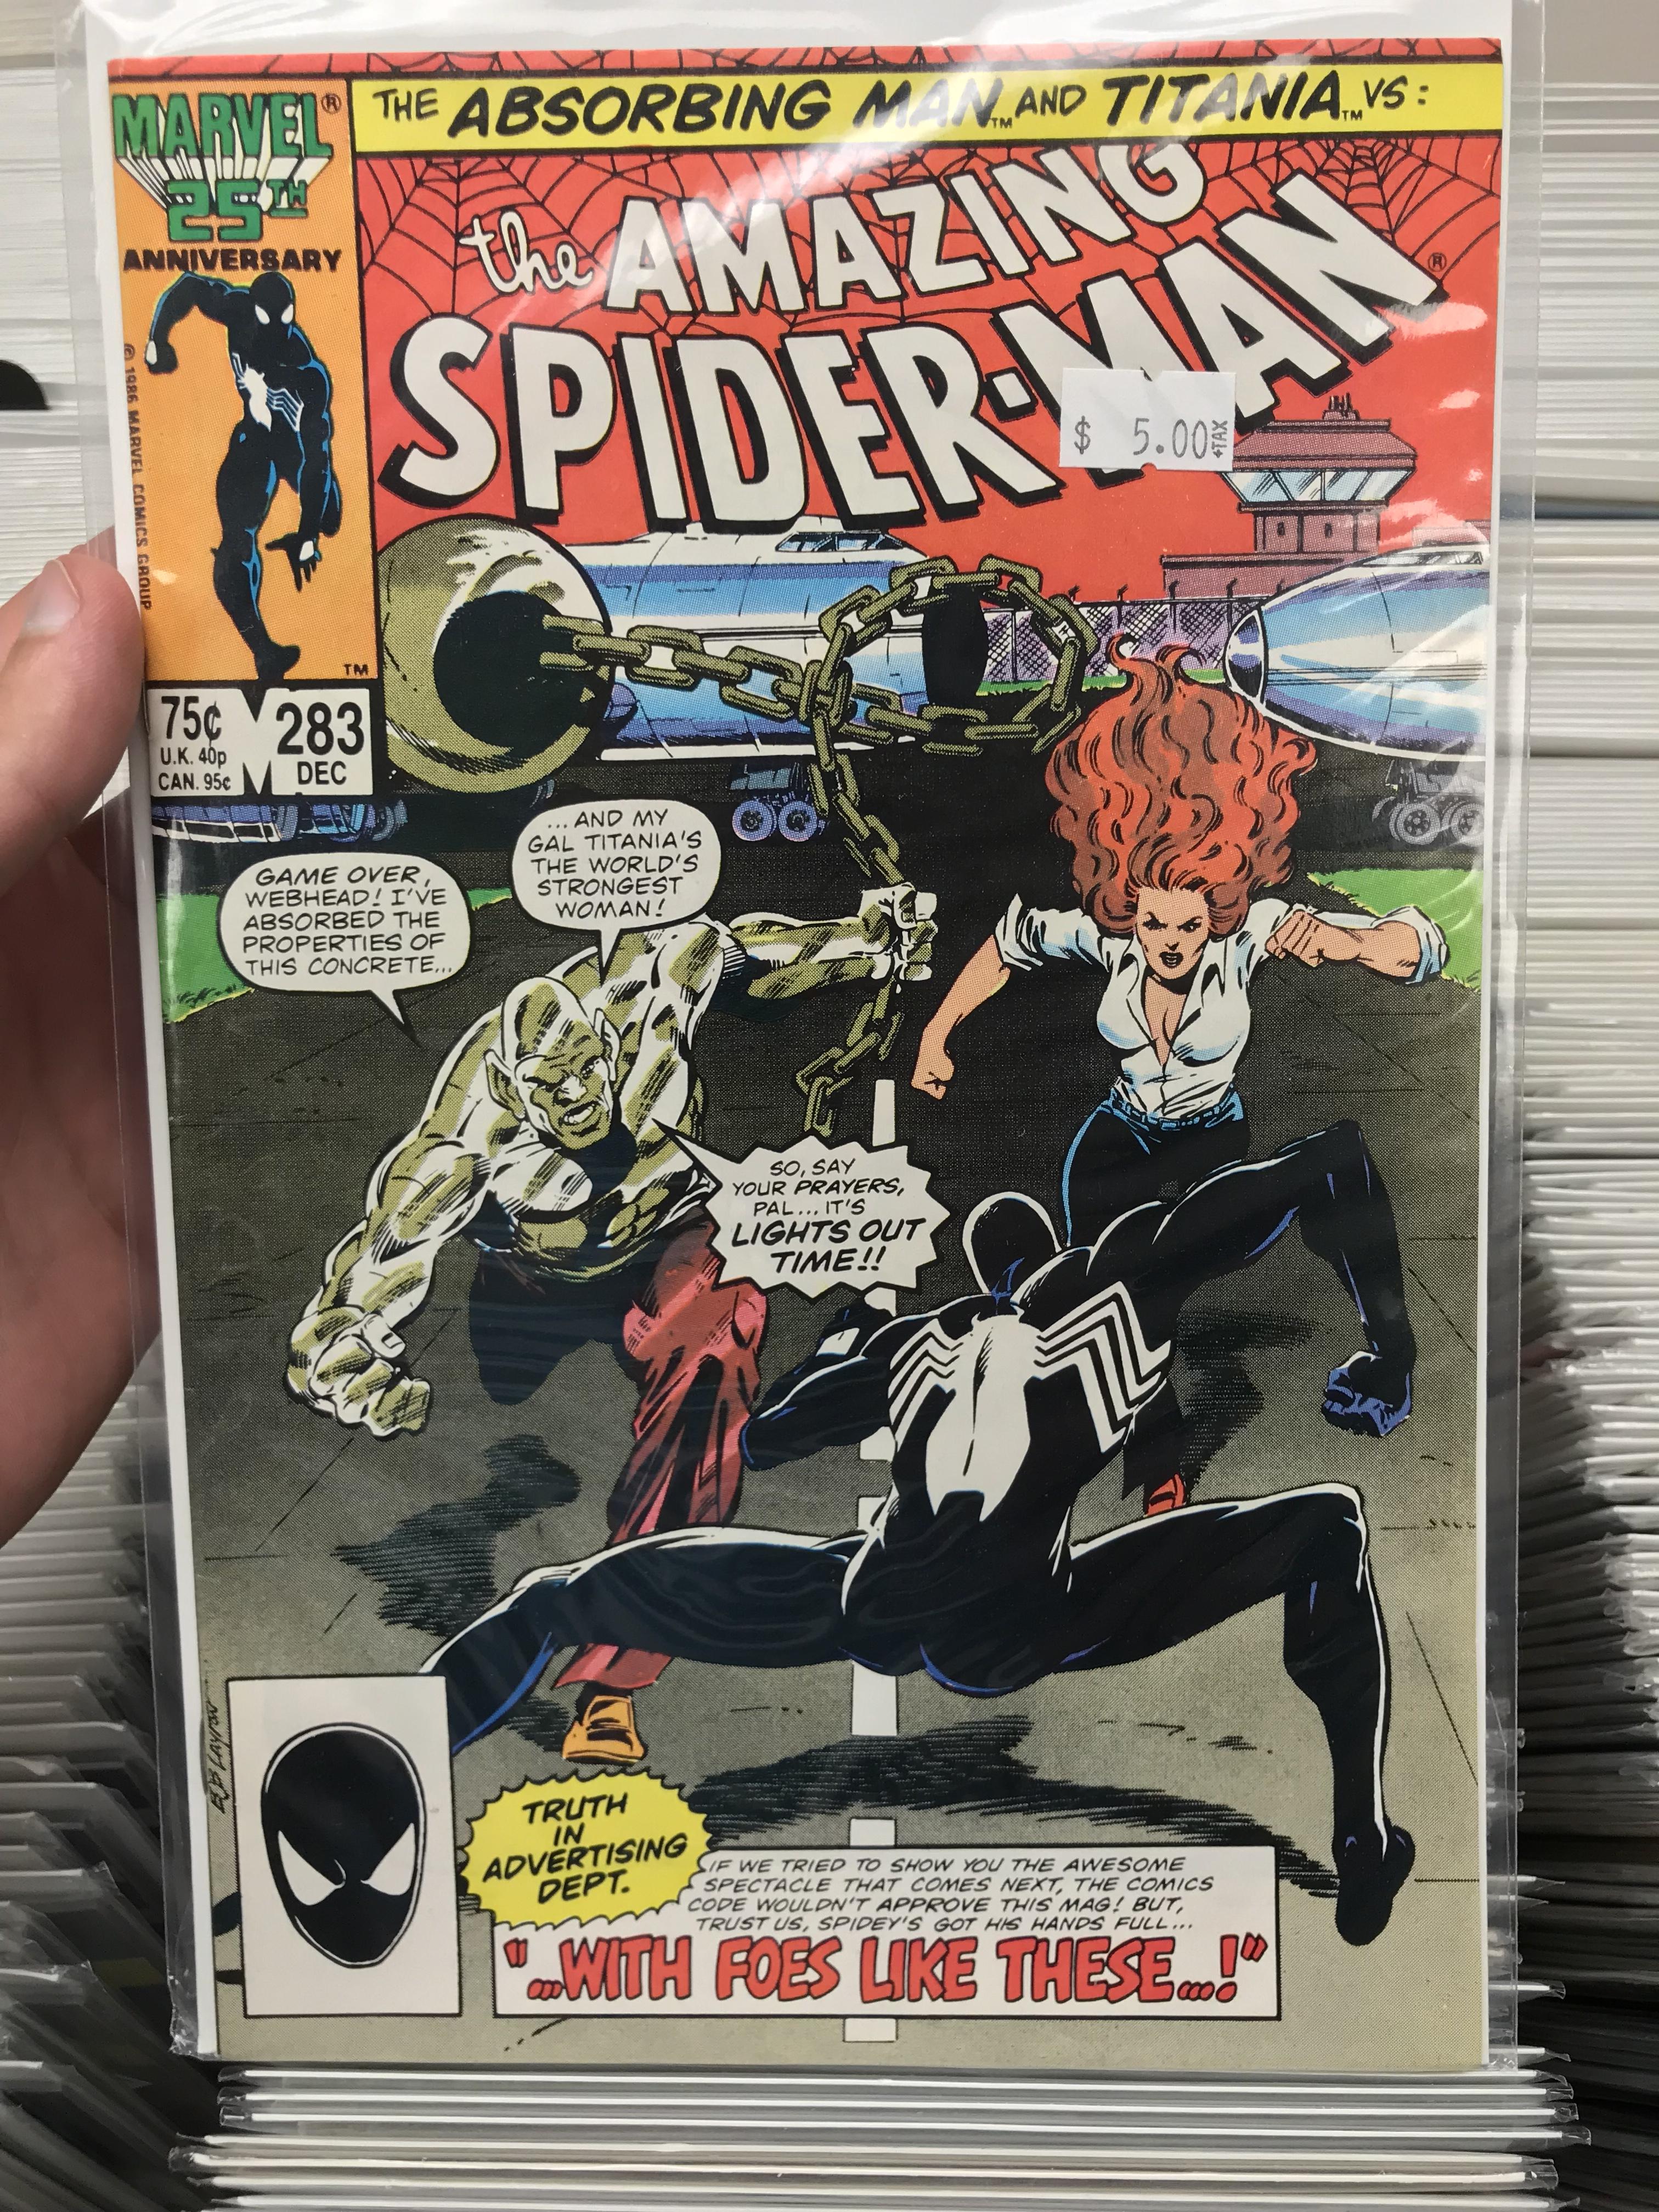 THE ABSORBING MAN™ AND TITANIA™ VS:
MARVEL®
25TH
ANNIVERSARY
the AMAZING
SPIDER-MAN®
$ 5.00 +TAX
© 1986 MARVEL COMICS GROUP
TM
75¢
U.K. 40p
CAN. 95¢
M
283
DEC
GAME OVER,
WEBHEAD! I'VE
ABSORBED THE
PROPERTIES OF
THIS CONCRETE...
...AND MY
GAL TITANIA'S
THE WORLD'S
STRONGEST
WOMAN!
SO, SAY
YOUR PRAYERS,
PAL... IT'S
LIGHTS OUT
TIME!!
BOB LAYTON
TRUTH
IN
ADVERTISING
DEPT.
IF WE TRIED TO SHOW YOU THE AWESOME
SPECTACLE THAT COMES NEXT, THE COMICS
CODE WOULDN'T APPROVE THIS MAG! BUT,
TRUST US, SPIDEY'S GOT HIS HANDS FULL...
"...WITH FOES LIKE THESE...!"